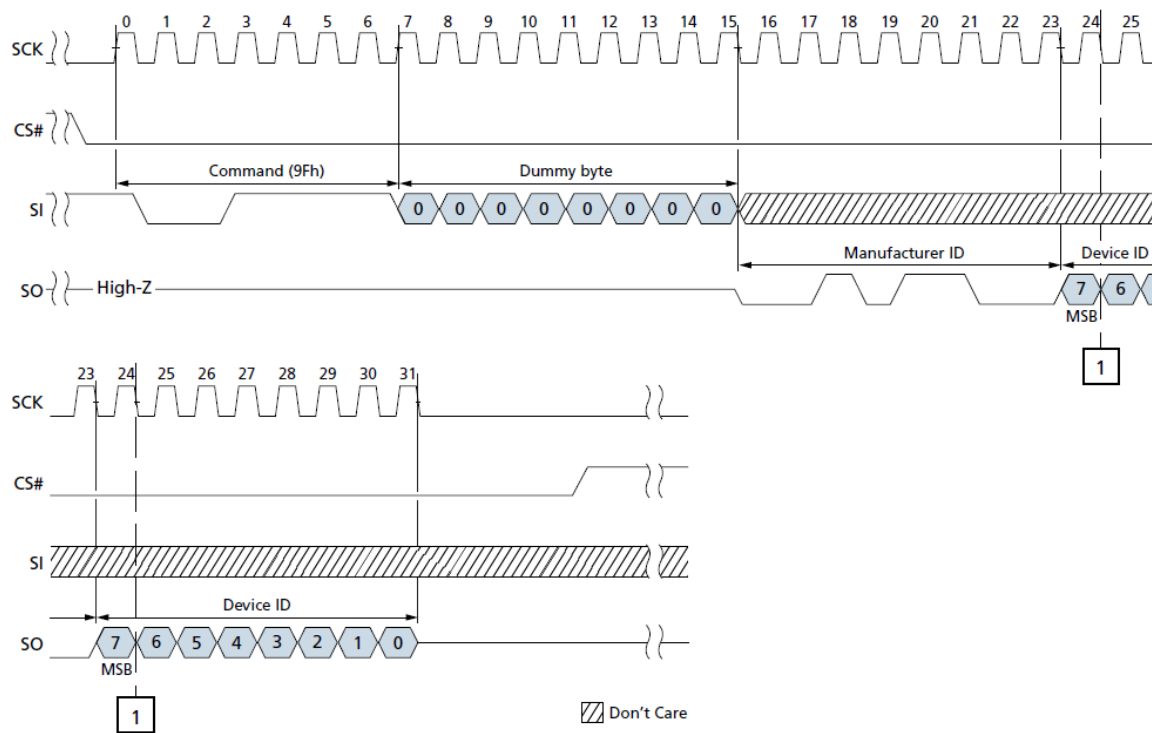 0 1 2 3 4 5 6 7 8 9 10 11 12 13 14 15 16 17 18 19 20 21 22 23 24 25
SCK
CS#
Command (9Fh) Dummy byte
SI 0 0 0 0 0 0 0 0
Manufacturer ID Device ID
SO High-Z 7 6
MSB
1
23 24 25 26 27 28 29 30 31
SCK
CS#
SI
Device ID
SO 7 6 5 4 3 2 1 0
MSB
1
Don't Care